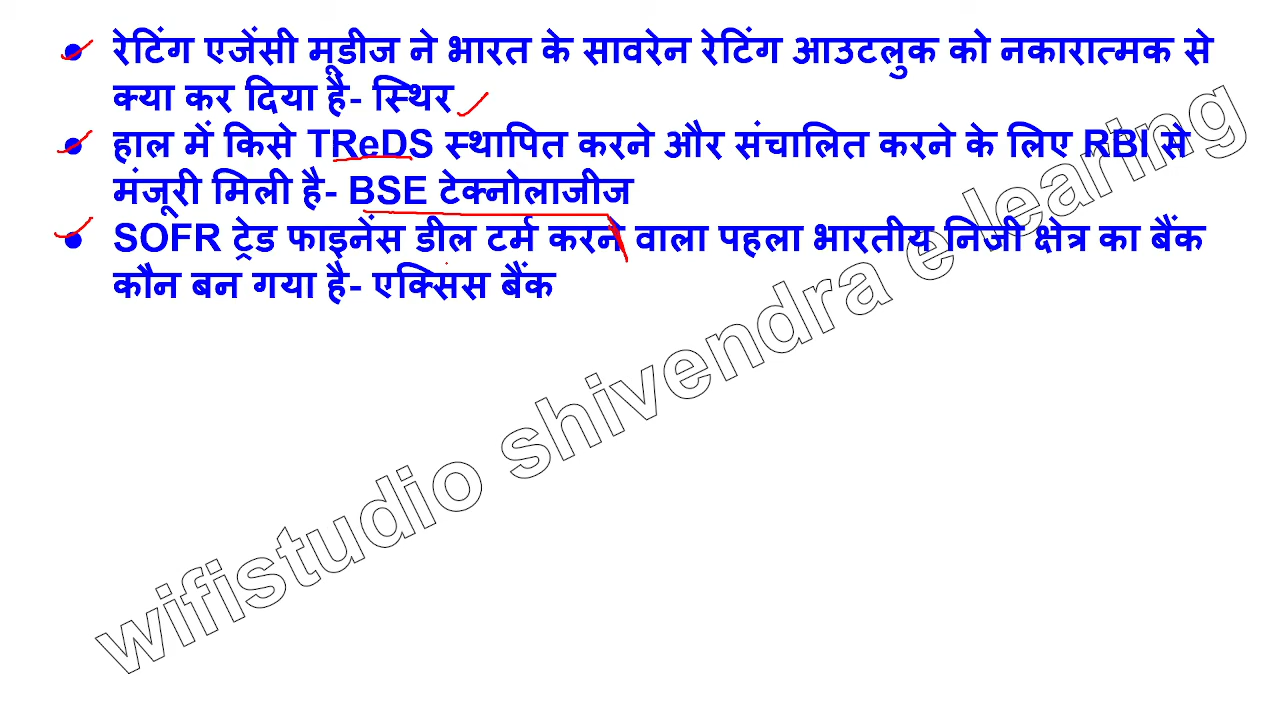 रेटिंग एजेंसी मूडीज ने भारत के सावरेन रेटिंग आउटलुक को नकारात्मक से
क्या कर दिया है- स्थिर
हाल में किसे TReDS स्थापित करने और संचालित करने के लिए RBI से
मंजूरी मिली है- BSE टेक्नोलाजीज
SOFR ट्रेड फाइनेंस डील टर्म करने वाला पहला भारतीय निजी क्षेत्र का बैंक
कौन बन गया है- एक्सिस बैंक
wifistudio shivendra e learing